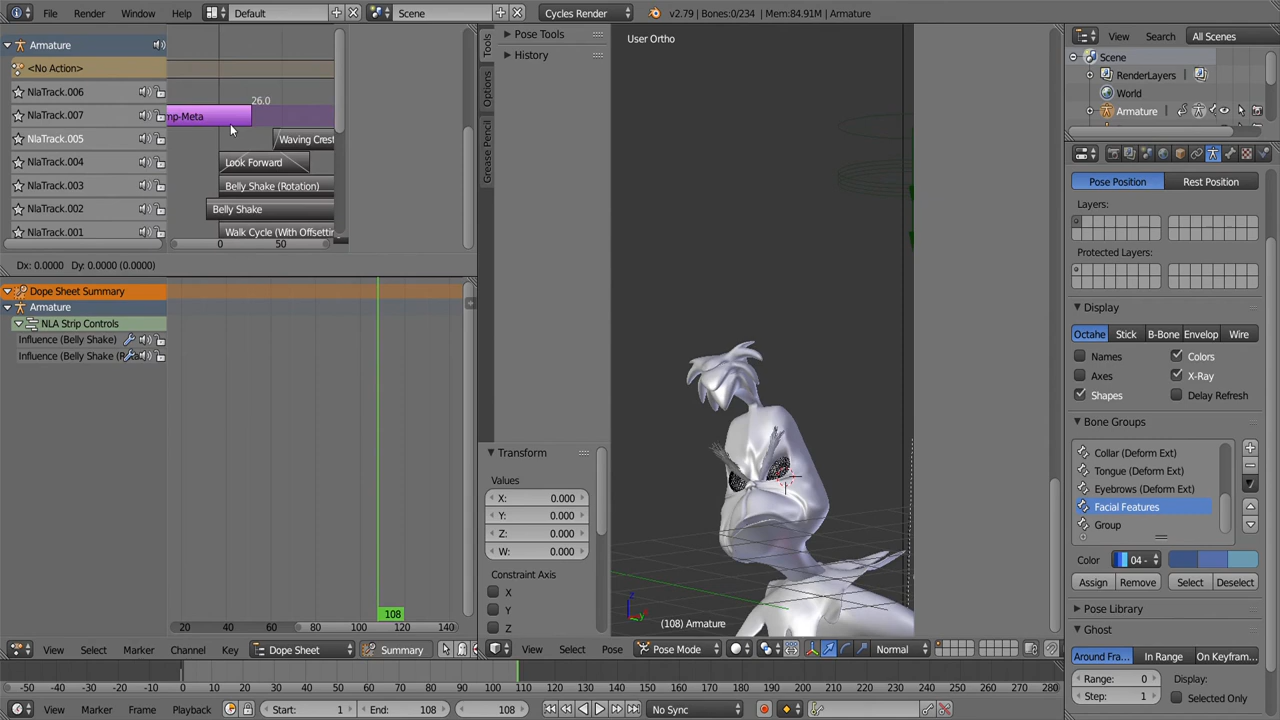 File Render Window Help Default Scene Cycles Render v2.79 | Bones:0/234 | Mem:84.91M | Armature
Armature
<No Action>
NlaTrack.006
26.0
NlaTrack.007 mp-Meta
NlaTrack.005 Waving Crest
NlaTrack.004 Look Forward
NlaTrack.003 Belly Shake (Rotation)
NlaTrack.002 Belly Shake
NlaTrack.001 Walk Cycle (With Offsettin
0 50
Dx: 0.0000 Dy: 0.0000 (0.0000)
Dope Sheet Summary
Armature
NLA Strip Controls
Influence (Belly Shake)
Influence (Belly Shake (R
108
20 40 60 80 100 120 140
View Select Marker Channel Key Dope Sheet Summary
Tools
Options
Grease Pencil
Pose Tools
History
Transform
Values
X: 0.000
Y: 0.000
Z: 0.000
W: 0.000
Constraint Axis
X
Y
Z
User Ortho
(108) Armature
View Select Pose Pose Mode Normal
View Search All Scenes
Scene
RenderLayers
World
Armature
Pose Position Rest Position
Layers:
Protected Layers:
Display
Octahe Stick B-Bone Envelop Wire
Names Colors
Axes X-Ray
Shapes Delay Refresh
Bone Groups
Collar (Deform Ext)
Tongue (Deform Ext)
Eyebrows (Deform Ext)
Facial Features
Group
Color 04 -
Assign Remove Select Deselect
Pose Library
Ghost
Around Fra... In Range On Keyfram...
Range: 0 Display:
Step: 1 Selected Only
-50 -40 -30 -20 -10 0 10 20 30 40 50 60 70 80 90 100 110 120 130 140 150 160 170 180 190 200 210 220 230 240 250 260 270 280
View Marker Frame Playback Start: 1 End: 108 108 No Sync